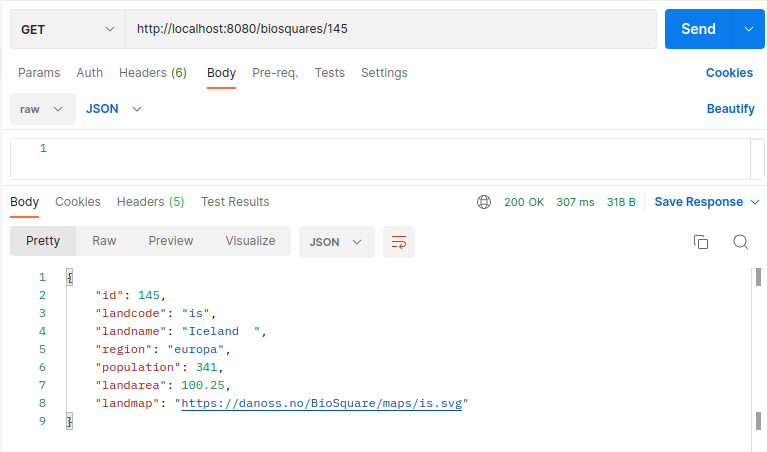 GET http://localhost:8080/biosquares/145 Send
Params Auth Headers (6) Body Pre-req. Tests Settings Cookies
raw JSON Beautify
1
Body Cookies Headers (5) Test Results 200 OK 307 ms 318 B Save Response
Pretty Raw Preview Visualize JSON
1 {
2 "id": 145,
3 "landcode": "is",
4 "landname": "Iceland  ",
5 "region": "europa",
6 "population": 341,
7 "landarea": 100.25,
8 "landmap": "https://danoss.no/BioSquare/maps/is.svg"
9 }